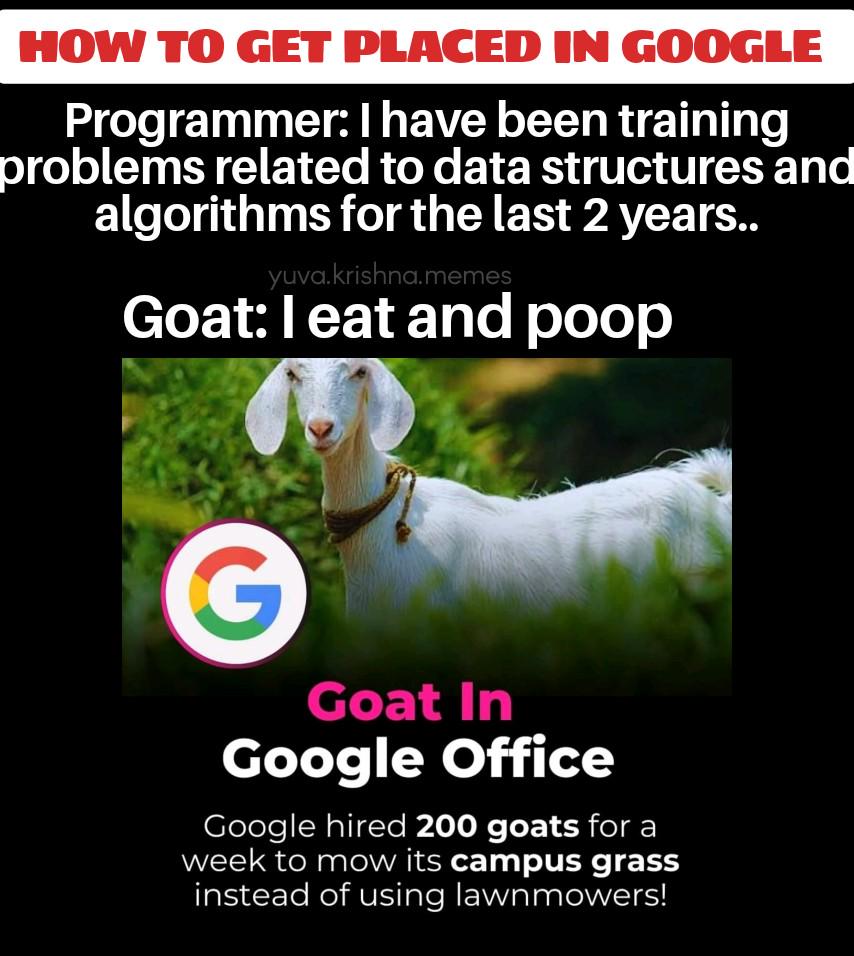 HOW TO GET PLACED IN GOOGLE
Programmer: I have been training
problems related to data structures and
algorithms for the last 2 years..
yuva.krishna.memes
Goat: I eat and poop
G
Goat In
Google Office
Google hired 200 goats for a
week to mow its campus grass
instead of using lawnmowers!